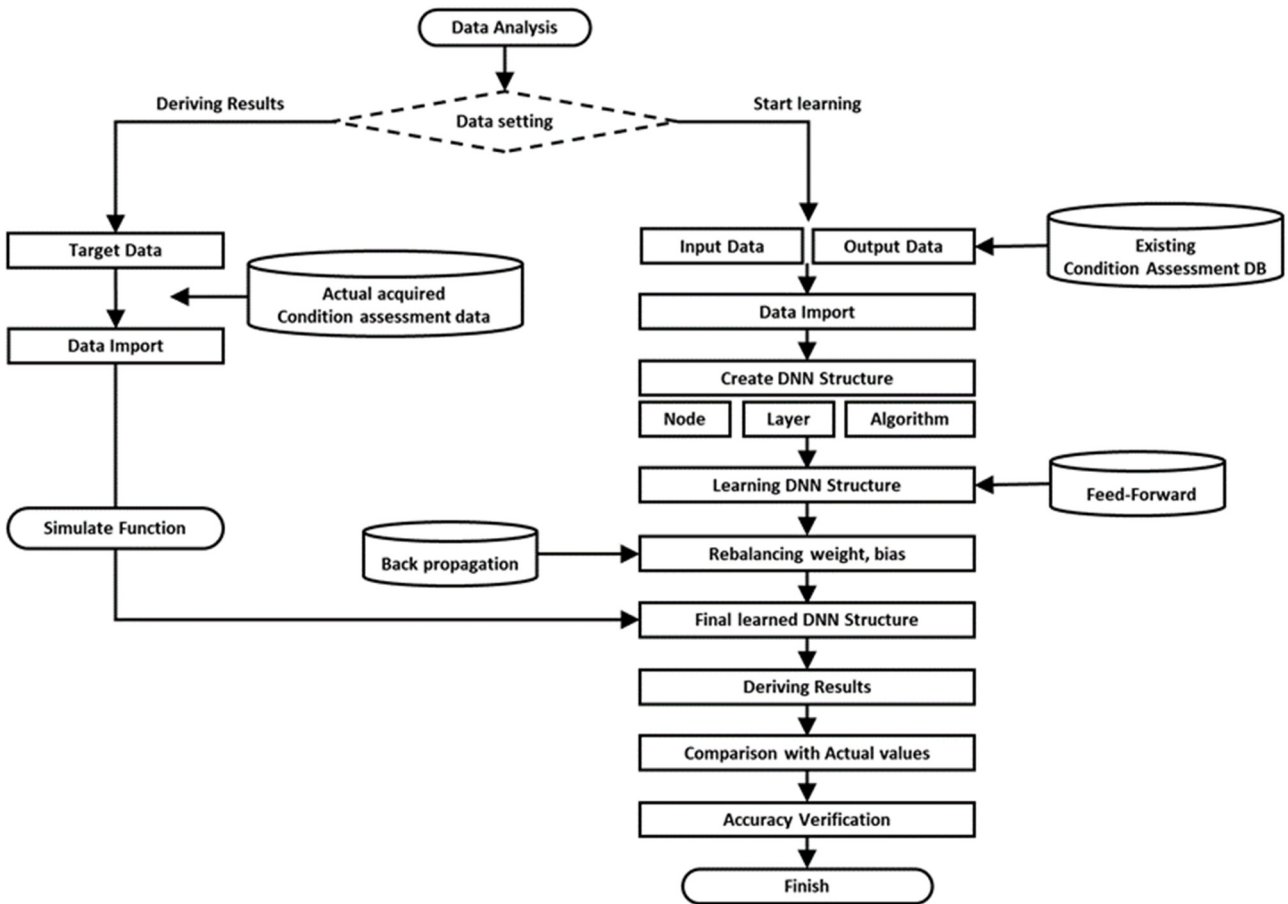 Data Analysis
Deriving Results
Start learning
Data setting
Target Data
Input Data
Output Data
Existing
Condition Assessment DB
Actual acquired
Condition assessment data
Data Import
Data Import
Create DNN Structure
Node
Layer
Algorithm
Learning DNN Structure
Feed-Forward
Simulate Function
Back propagation
Rebalancing weight, bias
Final learned DNN Structure
Deriving Results
Comparison with Actual values
Accuracy Verification
Finish